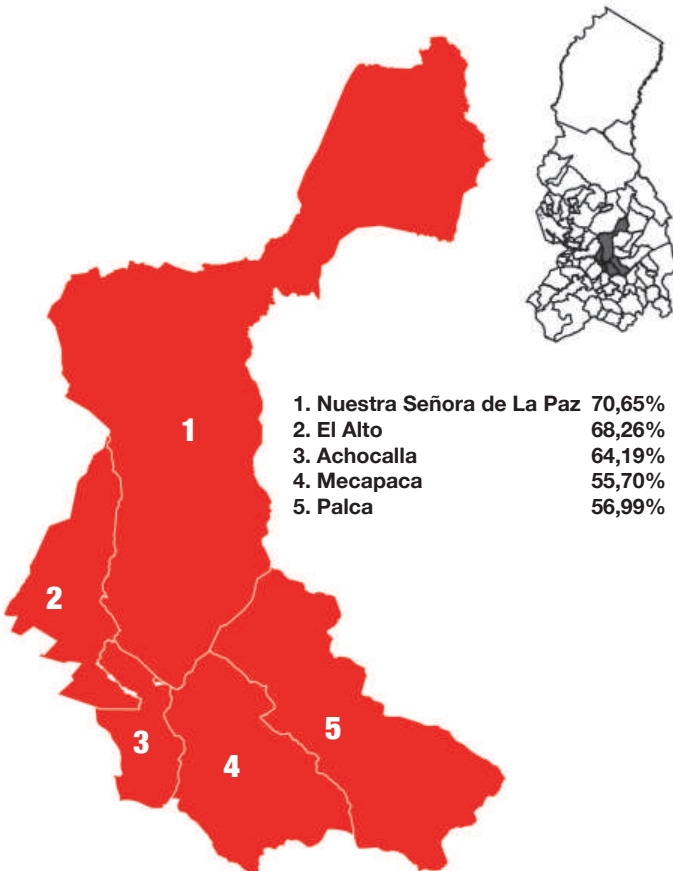 1
1. Nuestra Señora de La Paz 70,65%
2. El Alto 68,26%
3. Achocalla 64,19%
4. Mecapaca 55,70%
5. Palca 56,99%
2
5
3
4